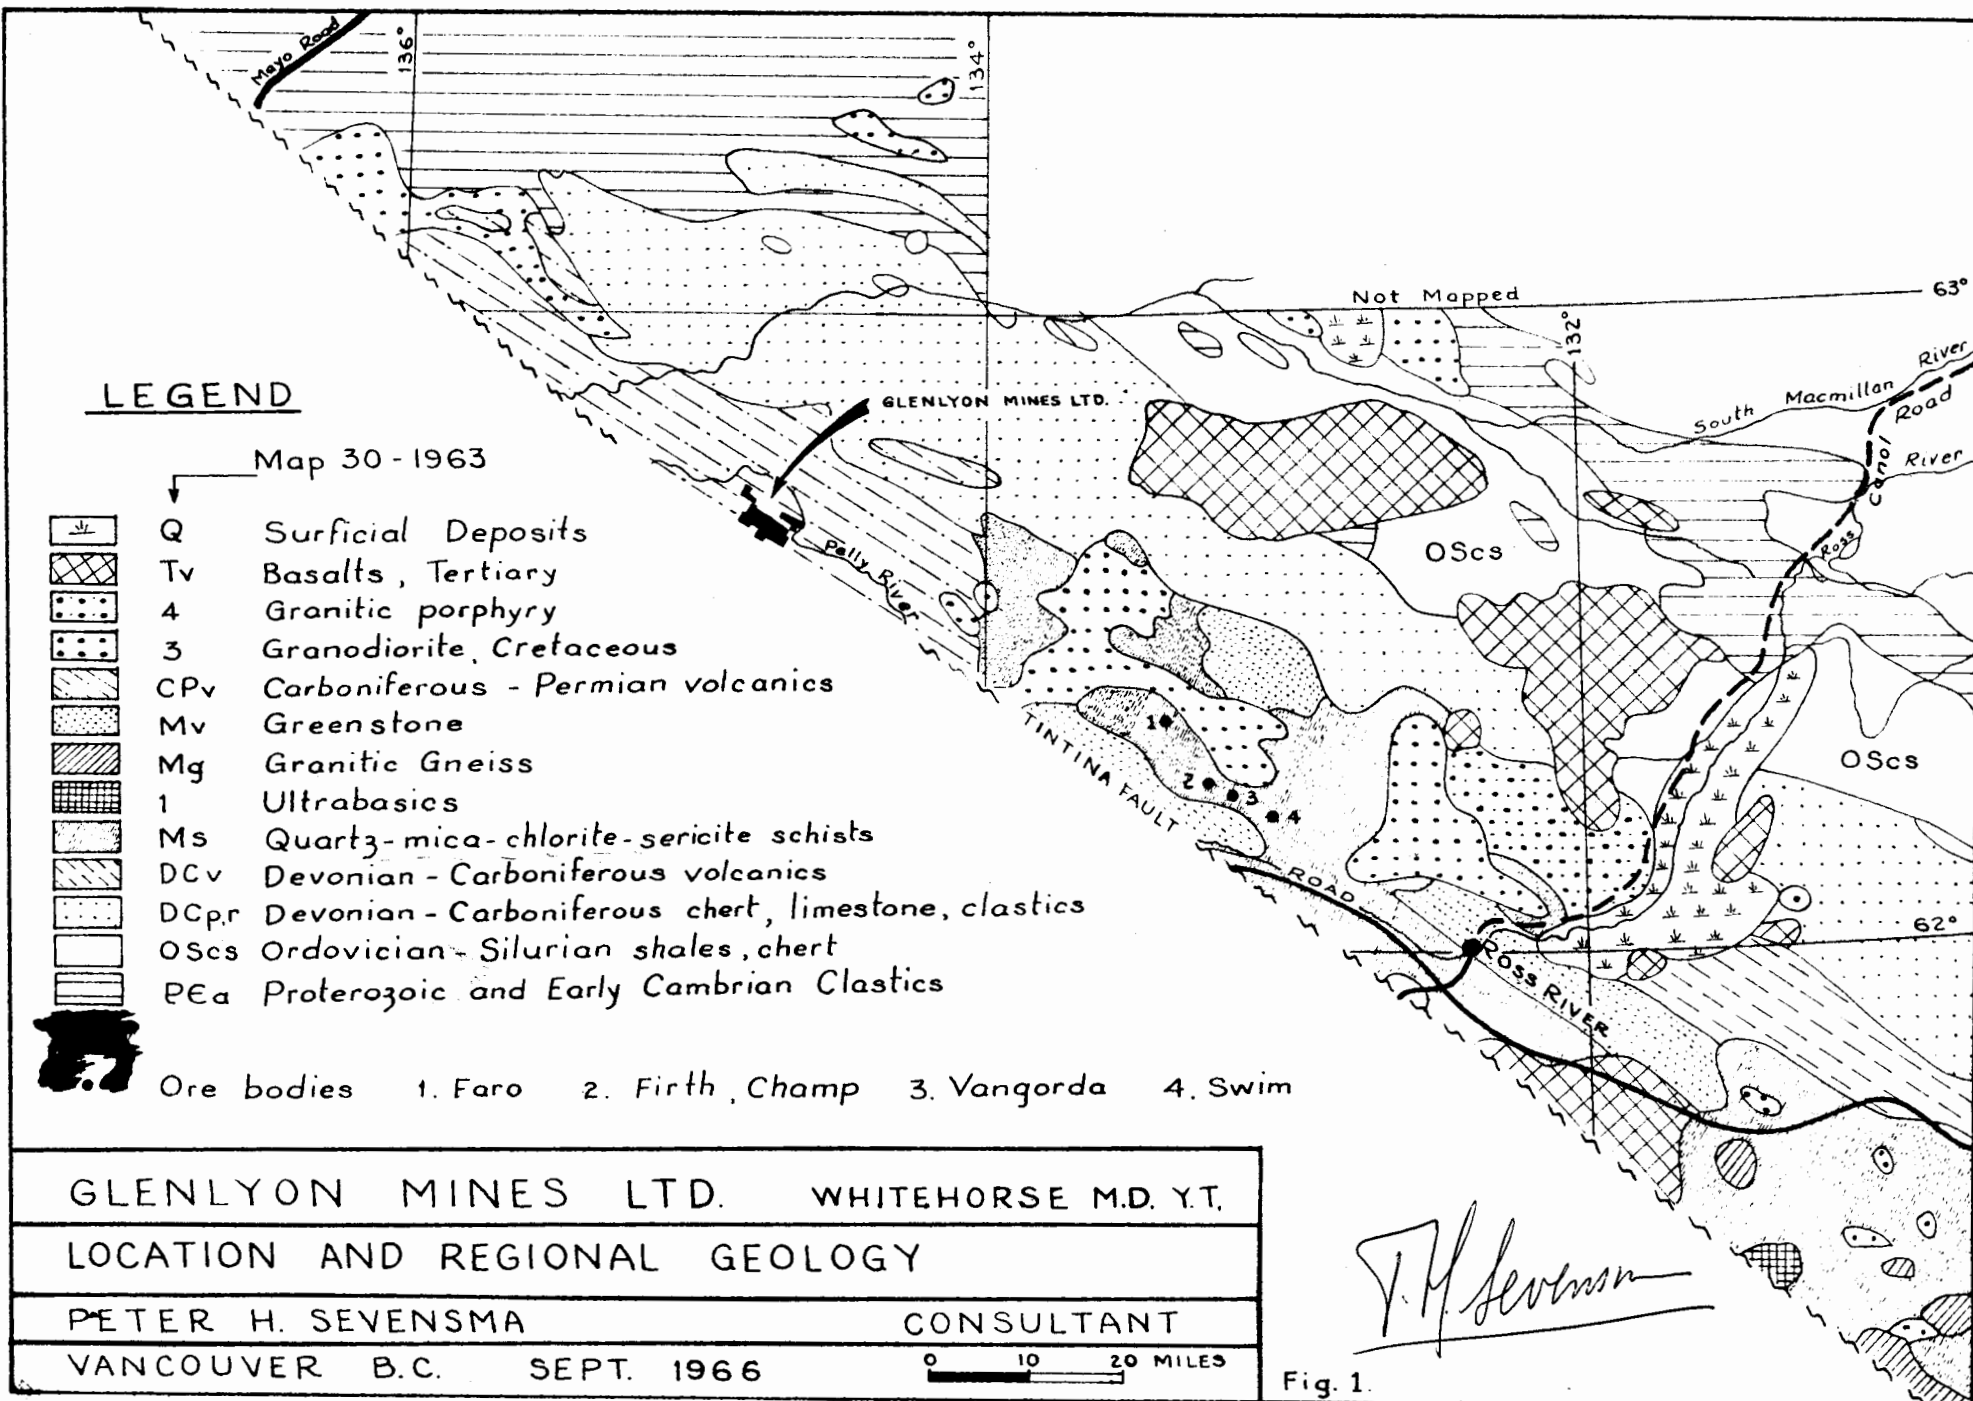 Mayo Road
136°
134°
Not Mapped
63°
132°
South Macmillan River
Canol Road
Ross River
GLENLYON MINES LTD.
Pelly River
OScs
OScs
TINTINA FAULT
1
2
3
4
ROAD
ROSS RIVER
62°
LEGEND
Map 30-1963
Q Surficial Deposits
Tv Basalts, Tertiary
4 Granitic porphyry
3 Granodiorite, Cretaceous
CPv Carboniferous - Permian volcanics
Mv Greenstone
Mg Granitic Gneiss
1 Ultrabasics
Ms Quartz-mica-chlorite-sericite schists
DCv Devonian - Carboniferous volcanics
DCp,r Devonian - Carboniferous chert, limestone, clastics
OScs Ordovician - Silurian shales, chert
PЄa Proterozoic and Early Cambrian Clastics
Ore bodies 1. Faro 2. Firth, Champ 3. Vangorda 4. Swim
GLENLYON MINES LTD. WHITEHORSE M.D. Y.T.
LOCATION AND REGIONAL GEOLOGY
PETER H. SEVENSMA CONSULTANT
VANCOUVER B.C. SEPT. 1966
0 10 20 MILES
P.H. Sevensma
Fig. 1.